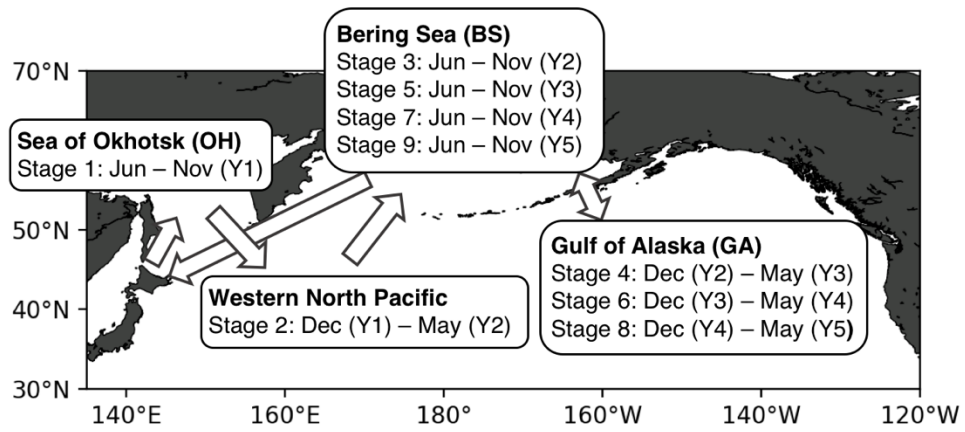 Bering Sea (BS)
Stage 3: Jun – Nov (Y2)
Stage 5: Jun – Nov (Y3)
Stage 7: Jun – Nov (Y4)
Stage 9: Jun – Nov (Y5)
Sea of Okhotsk (OH)
Stage 1: Jun – Nov (Y1)
Gulf of Alaska (GA)
Stage 4: Dec (Y2) – May (Y3)
Stage 6: Dec (Y3) – May (Y4)
Stage 8: Dec (Y4) – May (Y5)
Western North Pacific
Stage 2: Dec (Y1) – May (Y2)
70°N
50°N
40°N
30°N
140°E
160°E
180°
160°W
140°W
120°W